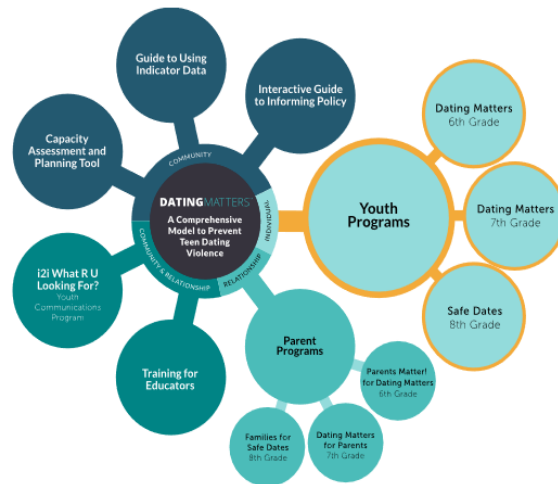 Guide to Using
Indicator Data
Interactive Guide
to Informing Policy
Capacity
Assessment and
Planning Tool
COMMUNITY
INDIVIDUAL
RELATIONSHIP
COMMUNITY & RELATIONSHIP
DATINGMATTERS
A Comprehensive
Model to Prevent
Teen Dating
Violence
i2i What R U
Looking For?
Youth
Communications
Program
Training for
Educators
Youth
Programs
Dating Matters
6th Grade
Dating Matters
7th Grade
Safe Dates
8th Grade
Parent
Programs
Parents Matter!
for Dating Matters
6th Grade
Dating Matters
for Parents
7th Grade
Families for
Safe Dates
8th Grade